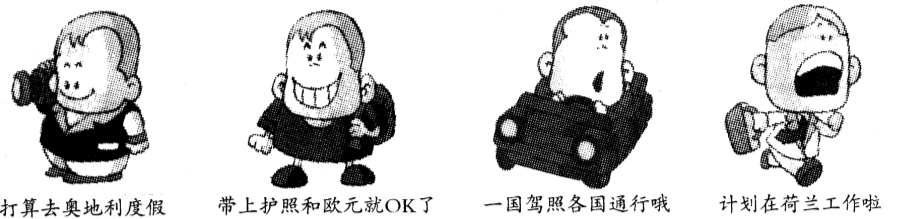 打算去奥地利度假
带上护照和欧元就OK了
一国驾照各国通行哦
计划在荷兰工作啦